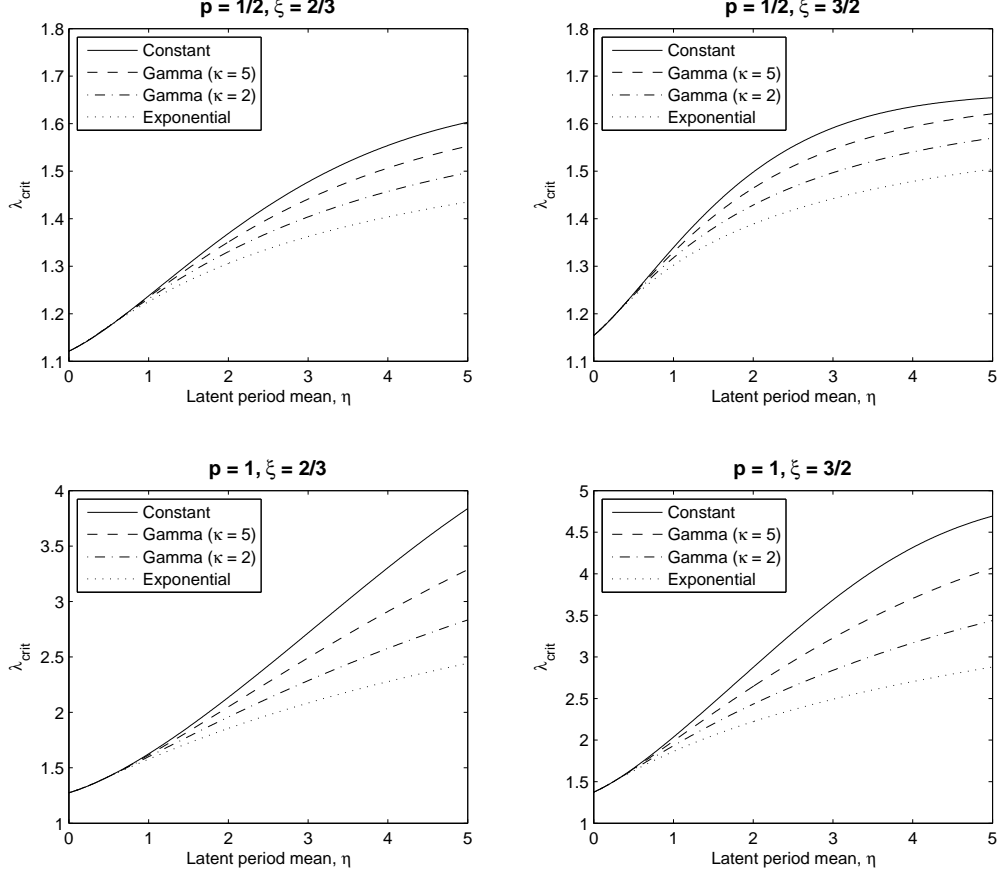 p = 1/2, ξ = 2/3
1.8
1.7
1.6
1.5
1.4
1.3
1.2
1.1
λcrit
Constant
Gamma (κ = 5)
Gamma (κ = 2)
Exponential
0 1 2 3 4 5
Latent period mean, η
p = 1/2, ξ = 3/2
1.8
1.7
1.6
1.5
1.4
1.3
1.2
1.1
λcrit
Constant
Gamma (κ = 5)
Gamma (κ = 2)
Exponential
0 1 2 3 4 5
Latent period mean, η
p = 1, ξ = 2/3
4
3.5
3
2.5
2
1.5
1
λcrit
Constant
Gamma (κ = 5)
Gamma (κ = 2)
Exponential
0 1 2 3 4 5
Latent period mean, η
p = 1, ξ = 3/2
5
4.5
4
3.5
3
2.5
2
1.5
1
λcrit
Constant
Gamma (κ = 5)
Gamma (κ = 2)
Exponential
0 1 2 3 4 5
Latent period mean, η